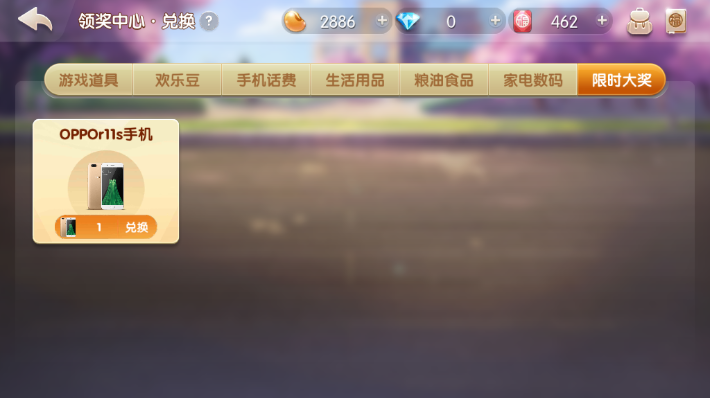 领奖中心·兑换 ? 2886 + 0 + 462 +
游戏道具 欢乐豆 手机话费 生活用品 粮油食品 家电数码 限时大奖
OPPOr11s手机
1 兑换